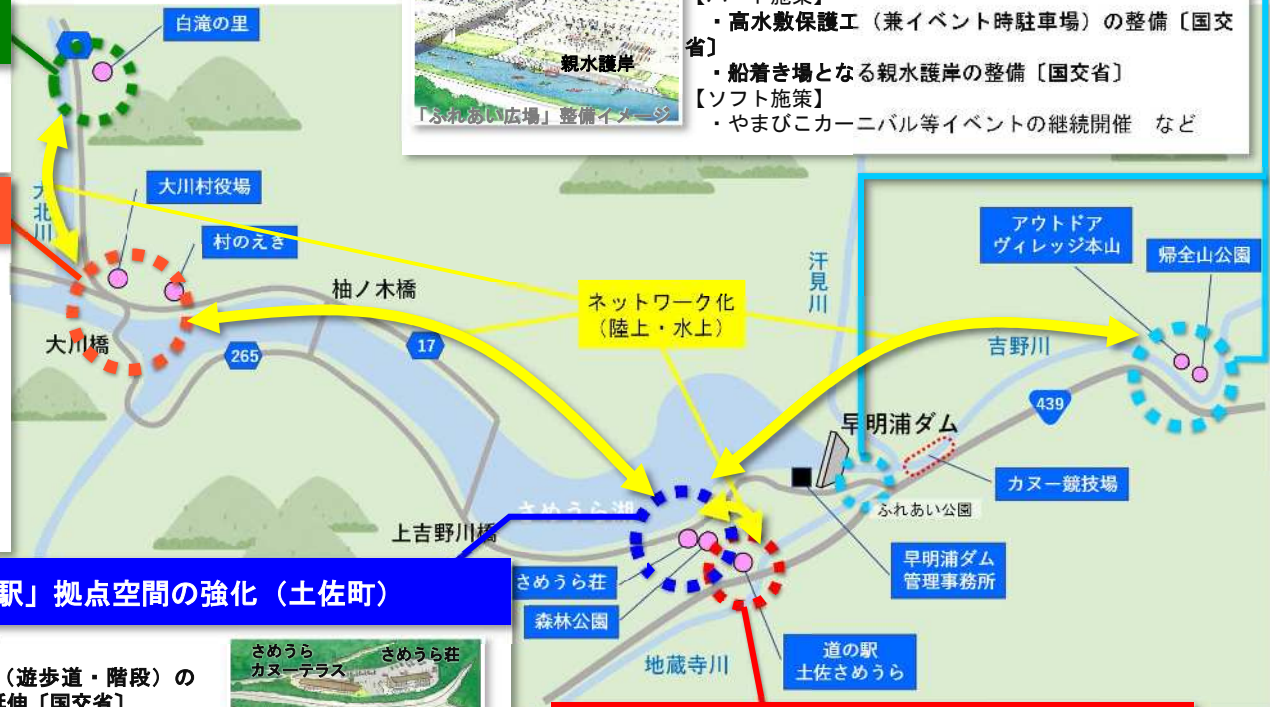 【ハード施策】
・高水敷保護工（兼イベント時駐車場）の整備〔国交
省〕
・船着き場となる親水護岸の整備〔国交省〕
【ソフト施策】
・やまびこカーニバル等イベントの継続開催　など
親水護岸
「ふれあい広場」整備イメージ
白滝の里
大北川
大川村役場
村のえき
柚ノ木橋
大川橋
265
17
ネットワーク化
（陸上・水上）
汗見川
アウトドア
ヴィレッジ本山
帰全山公園
吉野川
439
早明浦ダム
カヌー競技場
ふれあい公園
さめうら湖
上吉野川橋
早明浦ダム
管理事務所
さめうら荘
森林公園
道の駅
土佐さめうら
地蔵寺川
駅」拠点空間の強化（土佐町）
（遊歩道・階段）の
延伸〔国交省〕
さめうら
カヌーテラス
さめうら荘